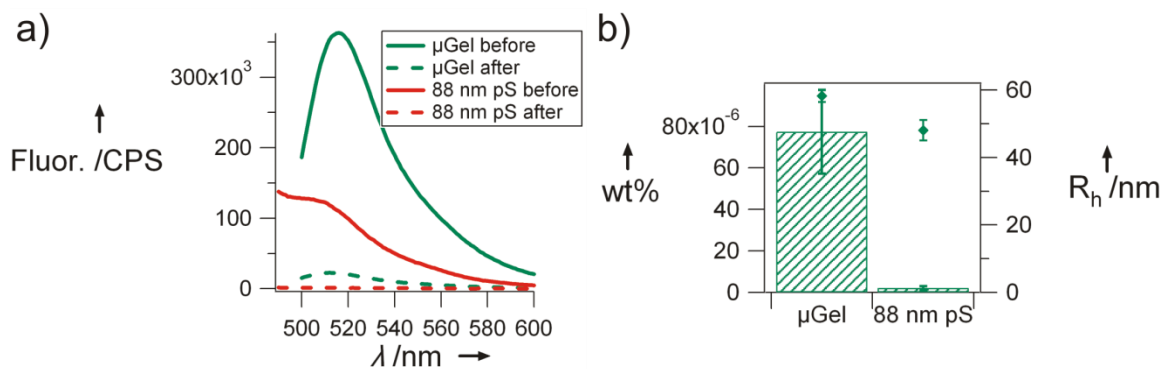 a)
Fluor. /CPS
300x10³
200
100
0
µGel before
µGel after
88 nm pS before
88 nm pS after
500 520 540 560 580 600
λ /nm
b)
wt%
80x10⁻⁶
60
40
20
0
60
40
20
0
R_h /nm
µGel 88 nm pS